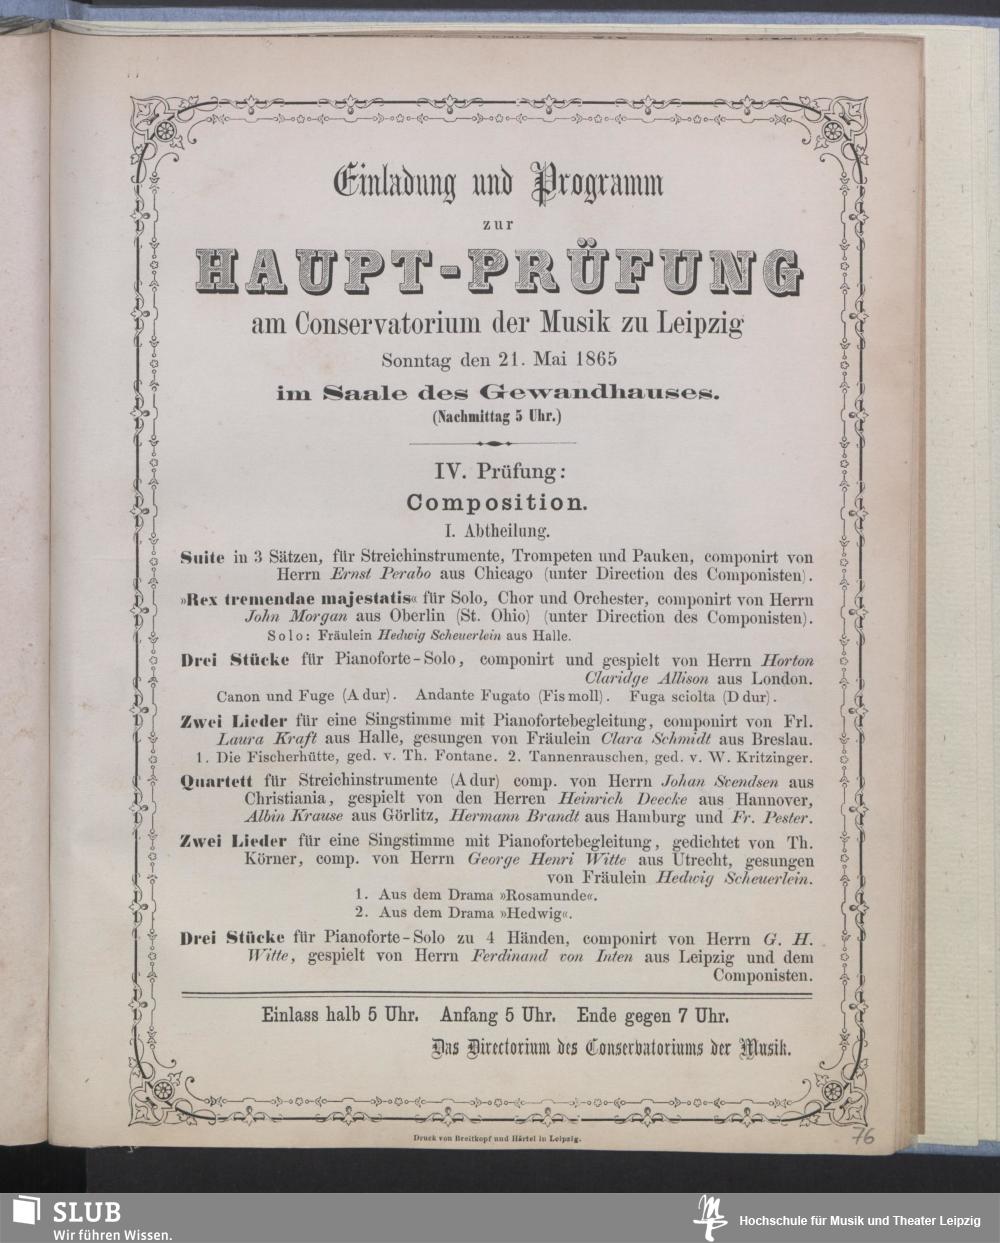 Einladung und Programm
zur
HAUPT-PRÜFUNG
am Conservatorium der Musik zu Leipzig
Sonntag den 21. Mai 1865
im Saale des Gewandhauses.
(Nachmittag 5 Uhr.)
IV. Prüfung:
Composition.
I. Abtheilung.
Suite in 3 Sätzen, für Streichinstrumente, Trompeten und Pauken, componirt von
Herrn Ernst Perabo aus Chicago (unter Direction des Componisten).
»Rex tremendae majestatis« für Solo, Chor und Orchester, componirt von Herrn
John Morgan aus Oberlin (St. Ohio) (unter Direction des Componisten).
Solo: Fräulein Hedwig Scheuerlein aus Halle.
Drei Stücke für Pianoforte-Solo, componirt und gespielt von Herrn Horton
Claridge Allison aus London.
Canon und Fuge (A dur). Andante Fugato (Fis moll). Fuga sciolta (D dur).
Zwei Lieder für eine Singstimme mit Pianofortebegleitung, componirt von Frl.
Laura Kraft aus Halle, gesungen von Fräulein Clara Schmidt aus Breslau.
1. Die Fischerhütte, ged. v. Th. Fontane. 2. Tannenrauschen, ged. v. W. Kritzinger.
Quartett für Streichinstrumente (A dur) comp. von Herrn Johan Svendsen aus
Christiania, gespielt von den Herren Heinrich Deecke aus Hannover,
Albin Krause aus Görlitz, Hermann Brandt aus Hamburg und Fr. Pester.
Zwei Lieder für eine Singstimme mit Pianofortebegleitung, gedichtet von Th.
Körner, comp. von Herrn George Henri Witte aus Utrecht, gesungen
von Fräulein Hedwig Scheuerlein.
1. Aus dem Drama »Rosamunde«.
2. Aus dem Drama »Hedwig«.
Drei Stücke für Pianoforte-Solo zu 4 Händen, componirt von Herrn G. H.
Witte, gespielt von Herrn Ferdinand von Inten aus Leipzig und dem
Componisten.
Einlass halb 5 Uhr. Anfang 5 Uhr. Ende gegen 7 Uhr.
Das Directorium des Conservatoriums der Musik.
Druck von Breitkopf und Härtel in Leipzig.
76
SLUB
Wir führen Wissen.
Hochschule für Musik und Theater Leipzig